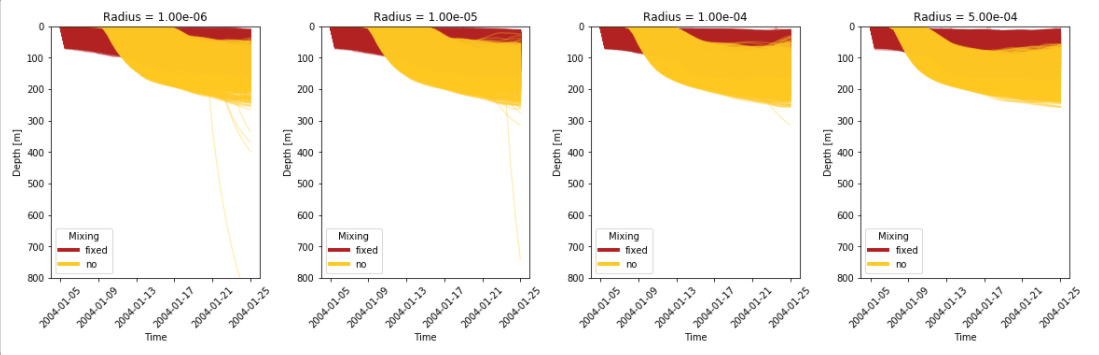 Radius = 1.00e-06
0
100
200
300
400
500
600
700
800
Depth [m]
Mixing
fixed
no
2004-01-05
2004-01-09
2004-01-13
2004-01-17
2004-01-21
2004-01-25
Time
Radius = 1.00e-05
0
100
200
300
400
500
600
700
800
Depth [m]
Mixing
fixed
no
2004-01-05
2004-01-09
2004-01-13
2004-01-17
2004-01-21
2004-01-25
Time
Radius = 1.00e-04
0
100
200
300
400
500
600
700
800
Depth [m]
Mixing
fixed
no
2004-01-05
2004-01-09
2004-01-13
2004-01-17
2004-01-21
2004-01-25
Time
Radius = 5.00e-04
0
100
200
300
400
500
600
700
800
Depth [m]
Mixing
fixed
no
2004-01-05
2004-01-09
2004-01-13
2004-01-17
2004-01-21
2004-01-25
Time